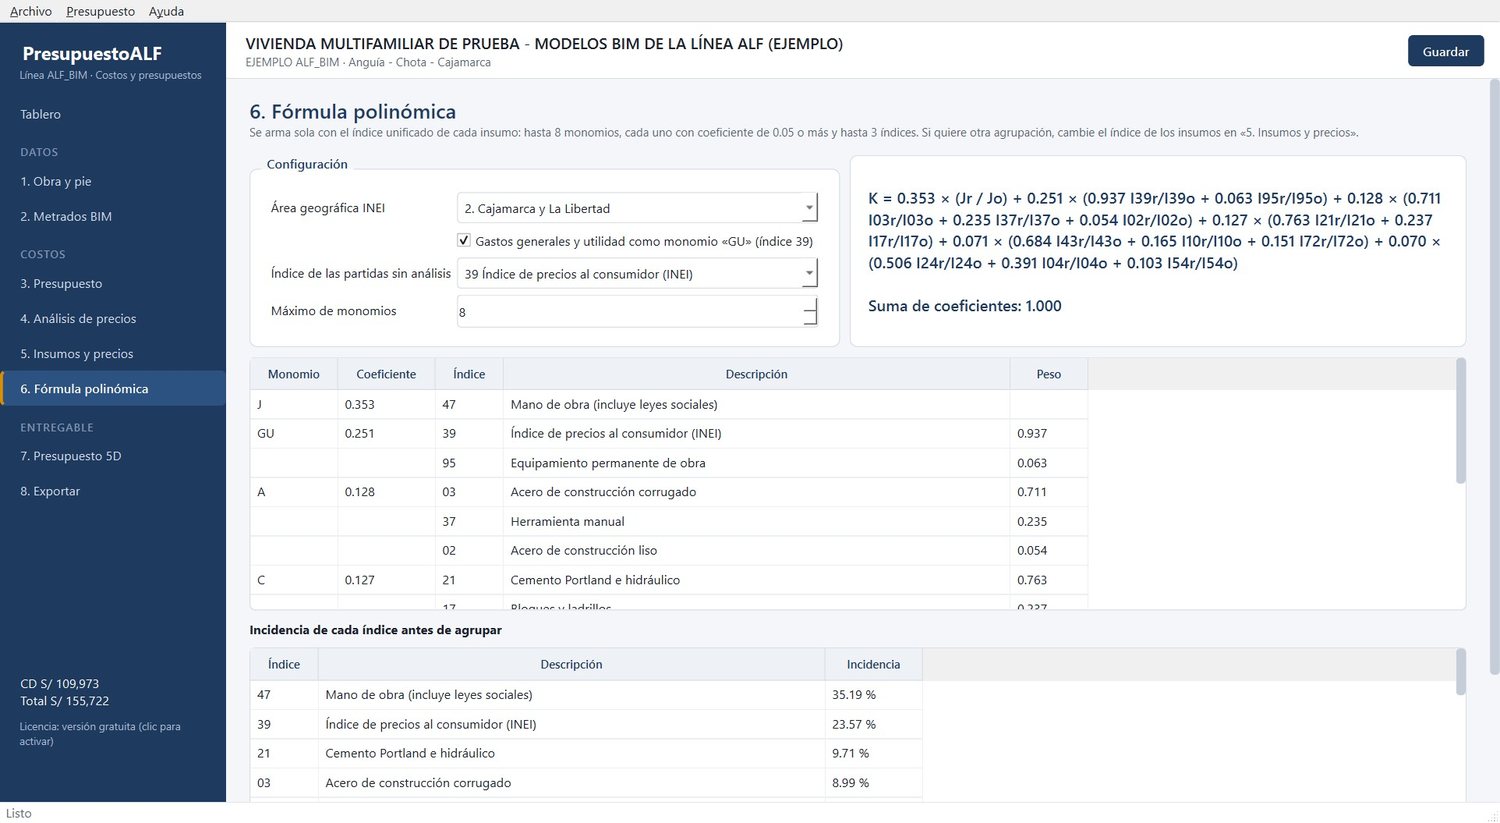 Archivo Presupuesto Ayuda
PresupuestoALF
Línea ALF_BIM · Costos y presupuestos
Tablero
DATOS
1. Obra y pie
2. Metrados BIM
COSTOS
3. Presupuesto
4. Análisis de precios
5. Insumos y precios
6. Fórmula polinómica
ENTREGABLE
7. Presupuesto 5D
8. Exportar
CD S/ 109,973
Total S/ 155,722
Licencia: versión gratuita (clic para
activar)
VIVIENDA MULTIFAMILIAR DE PRUEBA - MODELOS BIM DE LA LÍNEA ALF (EJEMPLO)
EJEMPLO ALF_BIM · Anguía - Chota - Cajamarca
Guardar
6. Fórmula polinómica
Se arma sola con el índice unificado de cada insumo: hasta 8 monomios, cada uno con coeficiente de 0.05 o más y hasta 3 índices. Si quiere otra agrupación, cambie el índice de los insumos en «5. Insumos y precios».
Configuración
Área geográfica INEI 2. Cajamarca y La Libertad
Gastos generales y utilidad como monomio «GU» (índice 39)
Índice de las partidas sin análisis 39 Índice de precios al consumidor (INEI)
Máximo de monomios 8
K = 0.353 × (Jr / Jo) + 0.251 × (0.937 I39r/I39o + 0.063 I95r/I95o) + 0.128 × (0.711
I03r/I03o + 0.235 I37r/I37o + 0.054 I02r/I02o) + 0.127 × (0.763 I21r/I21o + 0.237
I17r/I17o) + 0.071 × (0.684 I43r/I43o + 0.165 I10r/I10o + 0.151 I72r/I72o) + 0.070 ×
(0.506 I24r/I24o + 0.391 I04r/I04o + 0.103 I54r/I54o)
Suma de coeficientes: 1.000
Monomio Coeficiente Índice Descripción Peso
J 0.353 47 Mano de obra (incluye leyes sociales)
GU 0.251 39 Índice de precios al consumidor (INEI) 0.937
95 Equipamiento permanente de obra 0.063
A 0.128 03 Acero de construcción corrugado 0.711
37 Herramienta manual 0.235
02 Acero de construcción liso 0.054
C 0.127 21 Cemento Portland e hidráulico 0.763
17 Bloques y ladrillos 0.237
Incidencia de cada índice antes de agrupar
Índice Descripción Incidencia
47 Mano de obra (incluye leyes sociales) 35.19 %
39 Índice de precios al consumidor (INEI) 23.57 %
21 Cemento Portland e hidráulico 9.71 %
03 Acero de construcción corrugado 8.99 %
Listo